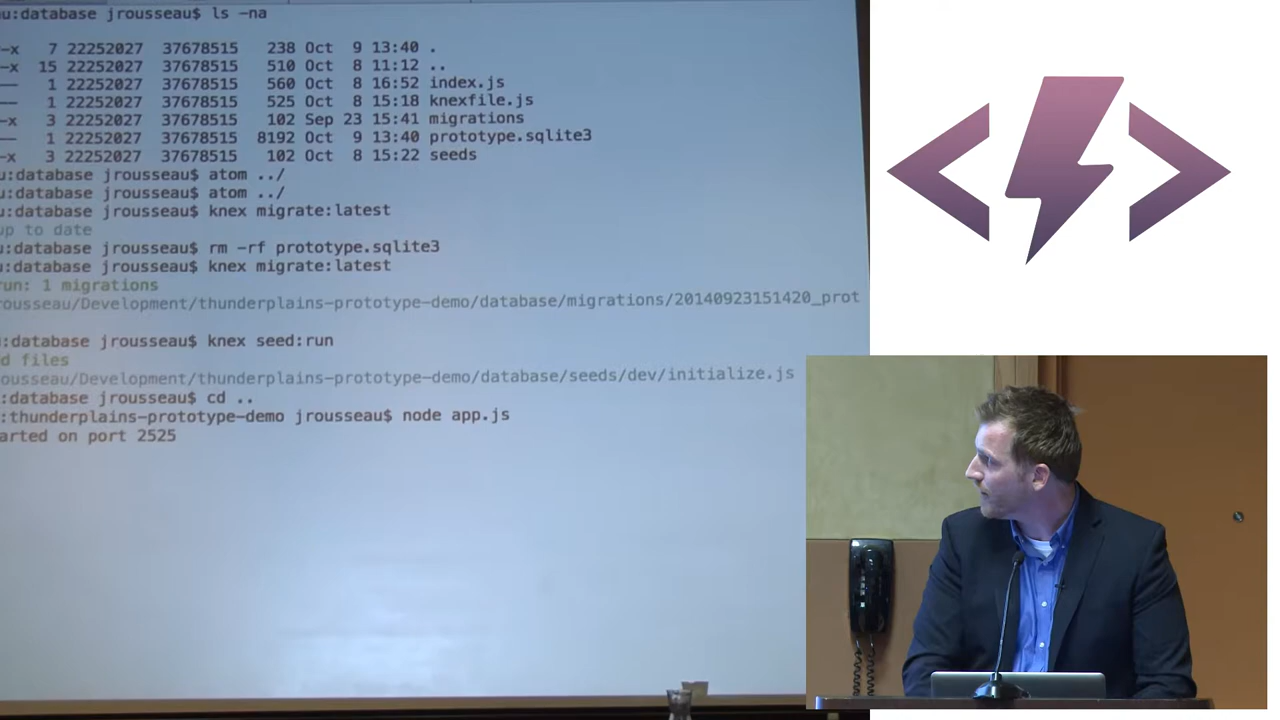 u:database jrousseau$ ls -na
-x 7 22252027 37678515 238 Oct 9 13:40 .
-x 15 22252027 37678515 510 Oct 8 11:12 ..
-- 1 22252027 37678515 560 Oct 8 16:52 index.js
-- 1 22252027 37678515 525 Oct 8 15:18 knexfile.js
-x 3 22252027 37678515 102 Sep 23 15:41 migrations
-- 1 22252027 37678515 8192 Oct 9 13:40 prototype.sqlite3
-x 3 22252027 37678515 102 Oct 8 15:22 seeds
u:database jrousseau$ atom ../
u:database jrousseau$ atom ../
u:database jrousseau$ knex migrate:latest
up to date
u:database jrousseau$ rm -rf prototype.sqlite3
u:database jrousseau$ knex migrate:latest
run: 1 migrations
rousseau/Development/thunderplains-prototype-demo/database/migrations/20140923151420_prot
:database jrousseau$ knex seed:run
d files
ousseau/Development/thunderplains-prototype-demo/database/seeds/dev/initialize.js
:database jrousseau$ cd ..
:thunderplains-prototype-demo jrousseau$ node app.js
arted on port 2525